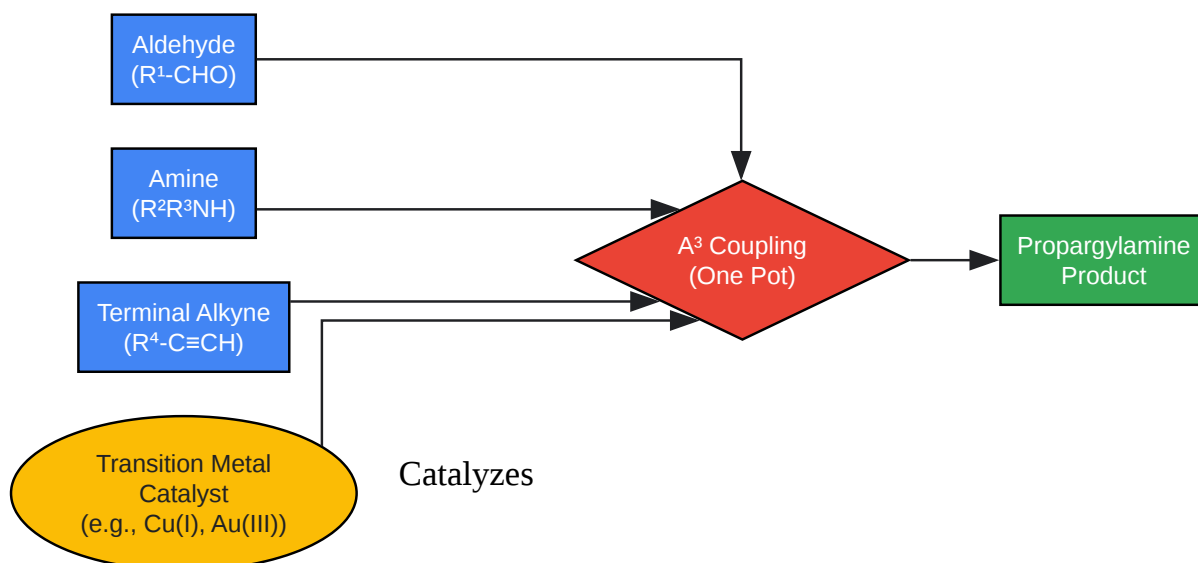 Aldehyde
(R¹-CHO)
Amine
(R²R³NH)
Terminal Alkyne
(R⁴-C≡CH)
Transition Metal
Catalyst
(e.g., Cu(I), Au(III))
Catalyzes
A³ Coupling
(One Pot)
Propargylamine
Product